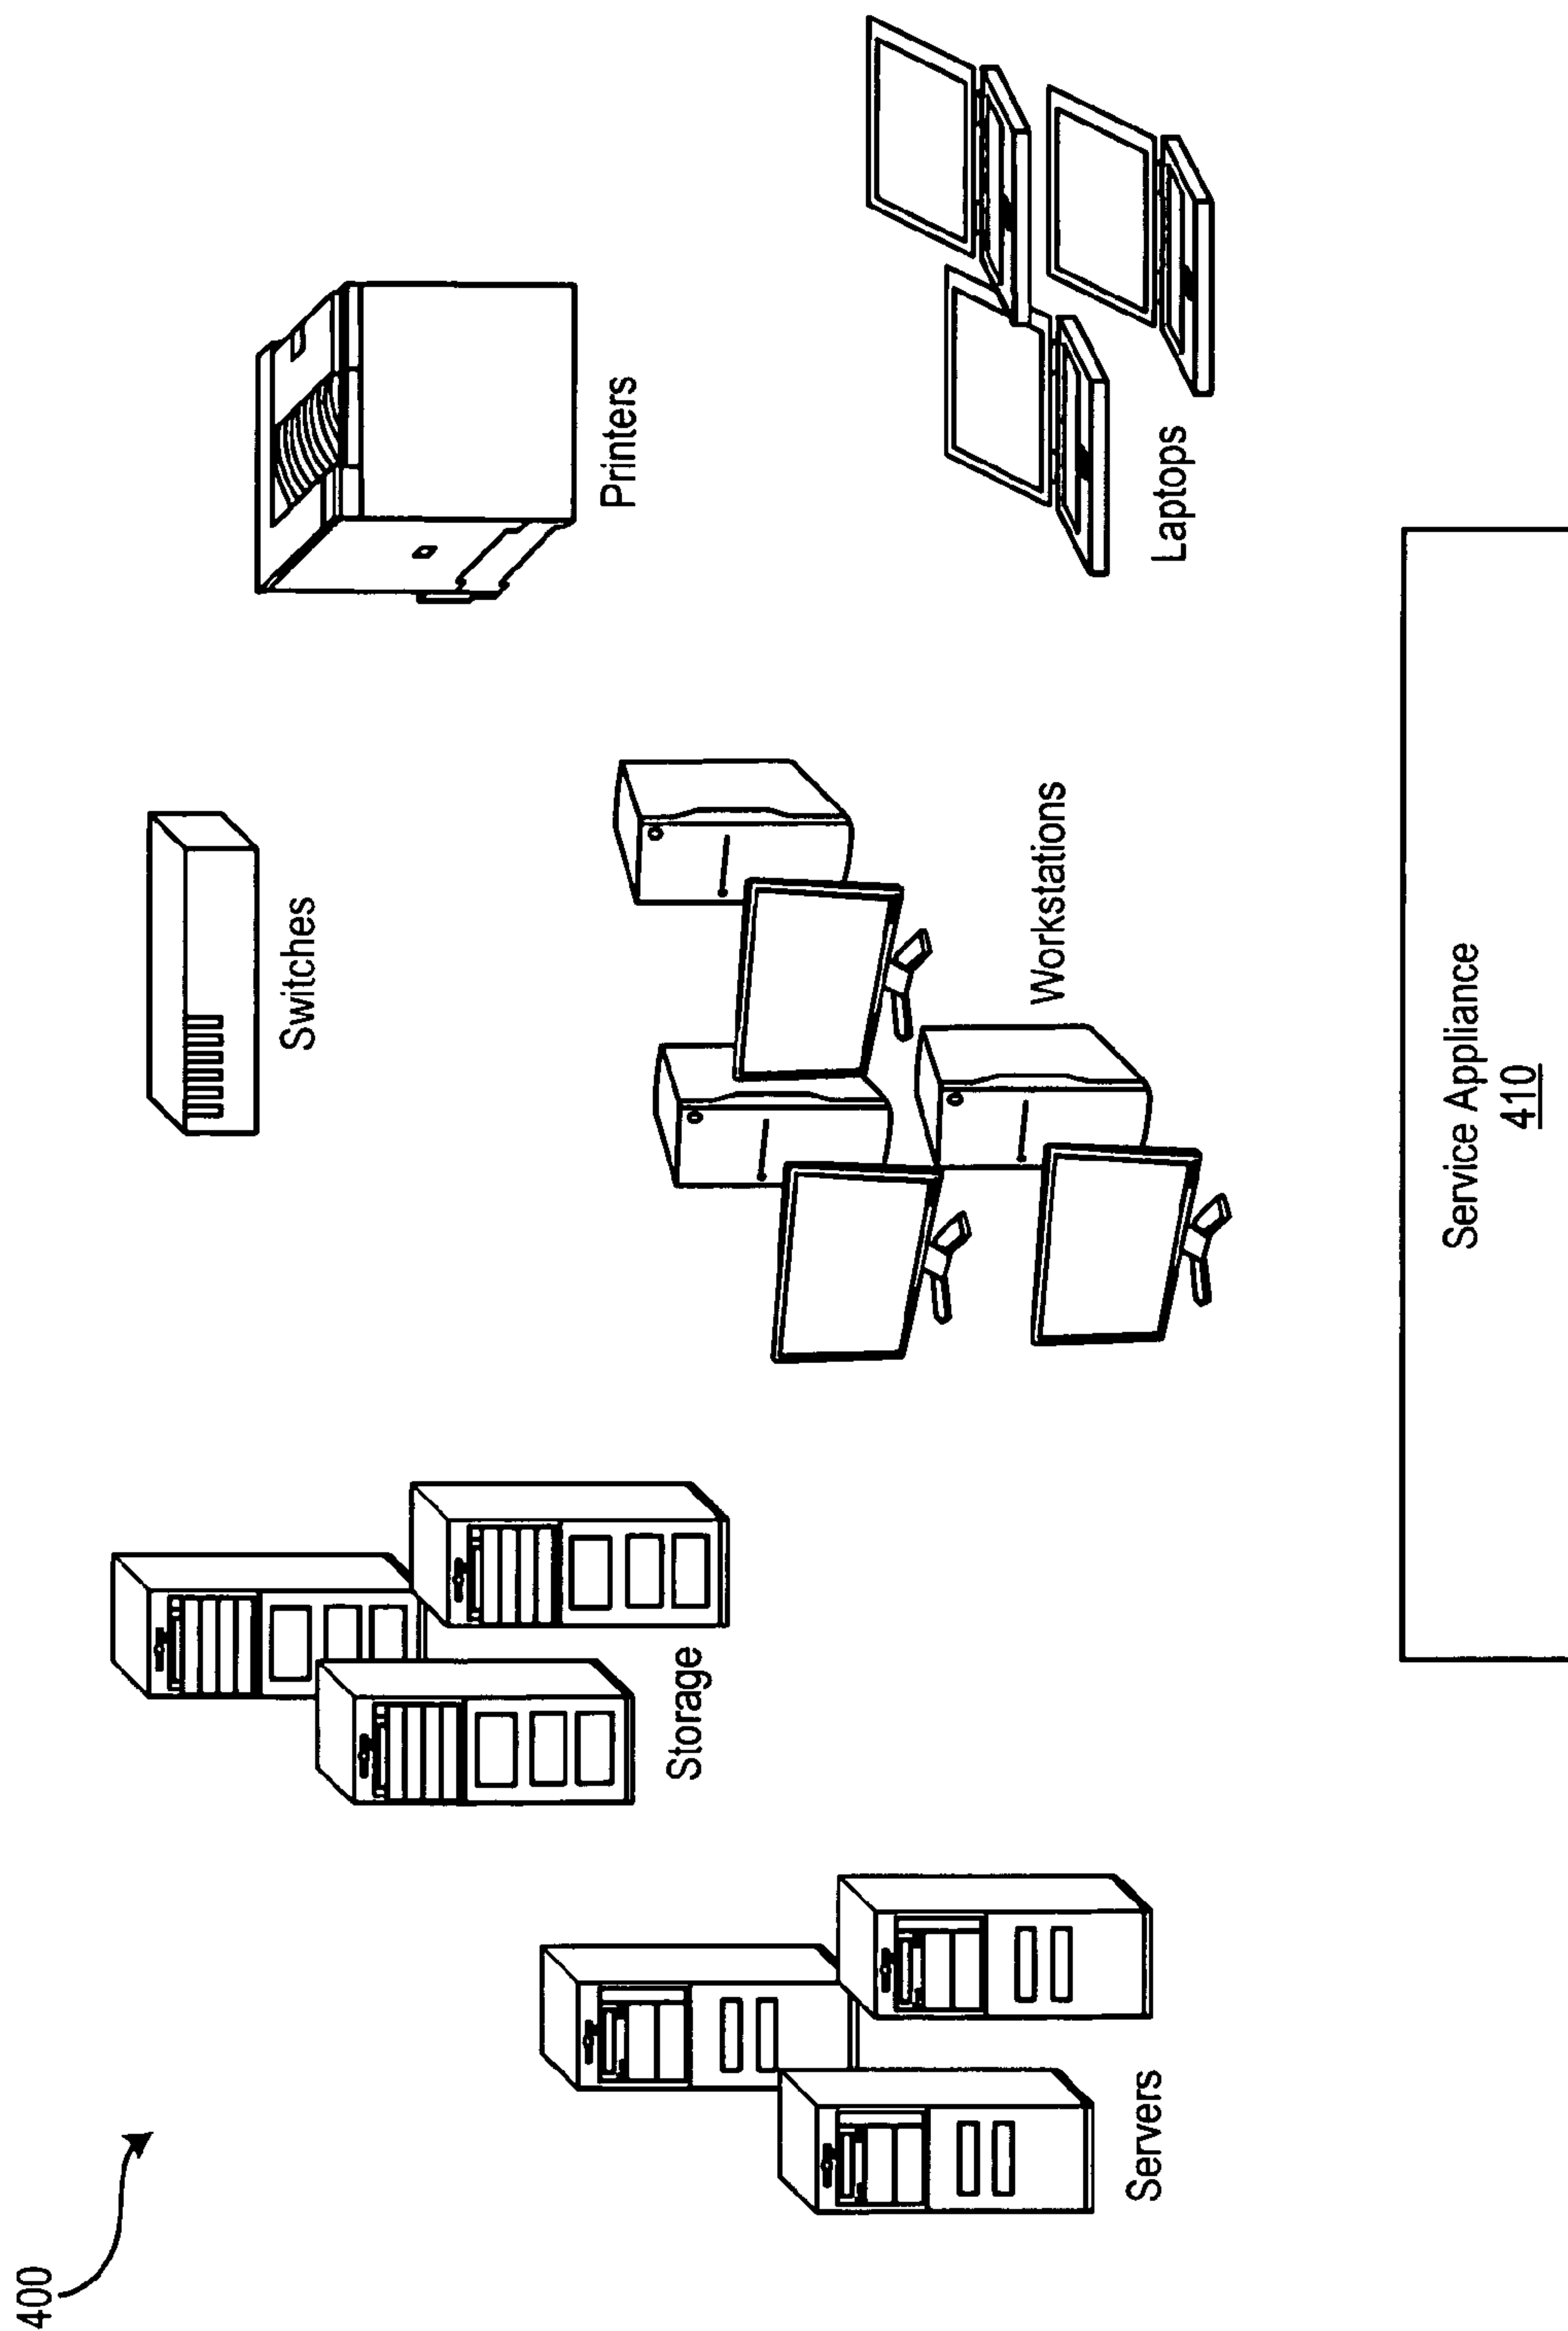 400
Storage
Switches
Printers
Servers
Workstations
Laptops
Service Appliance
410